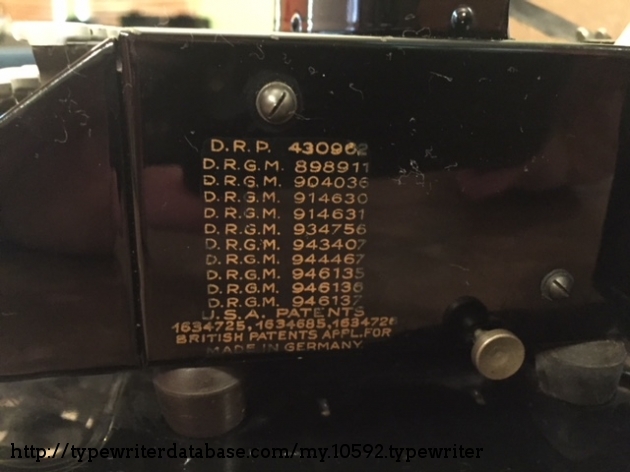 D.R.P. 430962
D.R.G.M. 898911
D.R.G.M. 904036
D.R.G.M. 914630
D.R.G.M. 914631
D.R.G.M. 934756
D.R.G.M. 943407
D.R.G.M. 944467
D.R.G.M. 946135
D.R.G.M. 946136
D.R.G.M. 946137
U.S.A. PATENTS
1634725, 1634685, 1634726
BRITISH PATENTS APPL. FOR
MADE IN GERMANY
http://typewriterdatabase.com/my.10592.typewriter